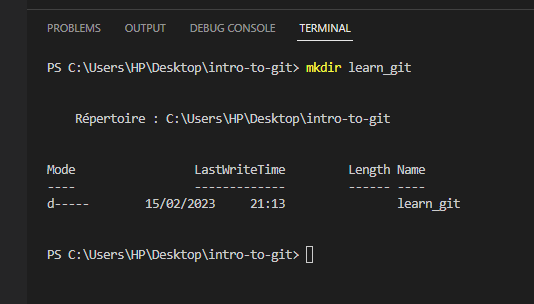 PROBLEMS OUTPUT DEBUG CONSOLE TERMINAL
PS C:\Users\HP\Desktop\intro-to-git> mkdir learn_git
Répertoire : C:\Users\HP\Desktop\intro-to-git
Mode LastWriteTime Length Name
---- ------------- ------ ----
d----- 15/02/2023 21:13 learn_git
PS C:\Users\HP\Desktop\intro-to-git>